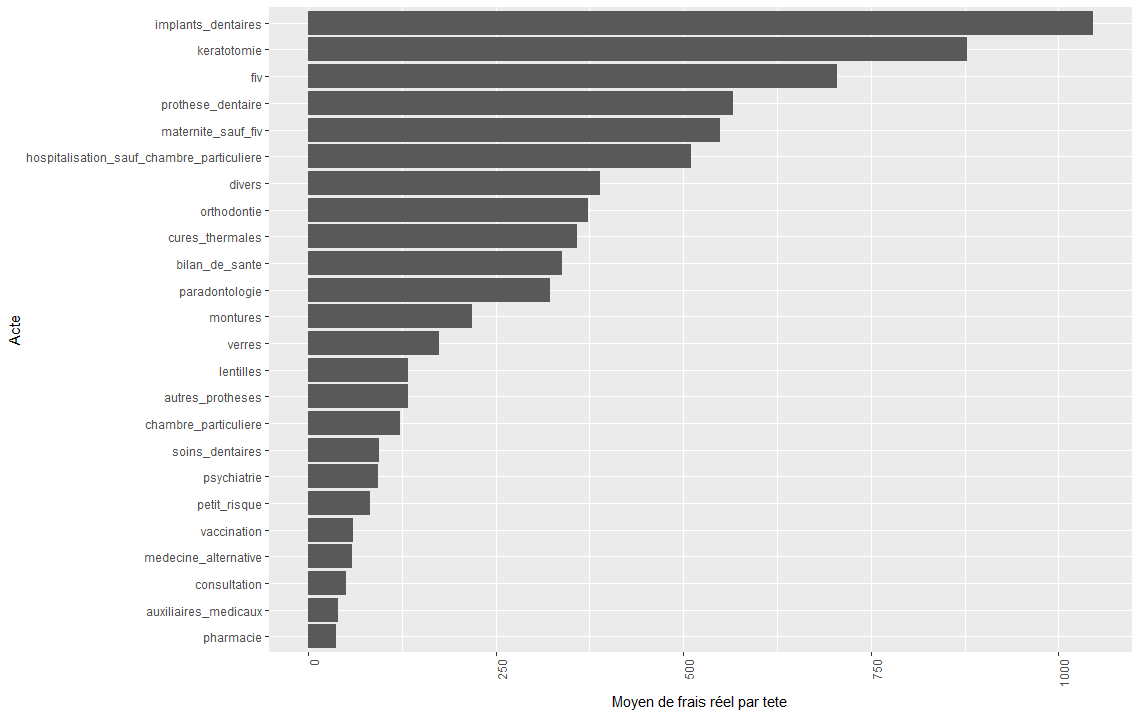 implants_dentaires
keratotomie
fiv
prothese_dentaire
maternite_sauf_fiv
hospitalisation_sauf_chambre_particuliere
divers
orthodontie
cures_thermales
bilan_de_sante
paradontologie
montures
verres
lentilles
autres_protheses
chambre_particuliere
soins_dentaires
psychiatrie
petit_risque
vaccination
medecine_alternative
consultation
auxiliaires_medicaux
pharmacie
Acte
0
250
500
750
1000
Moyen de frais réel par tete